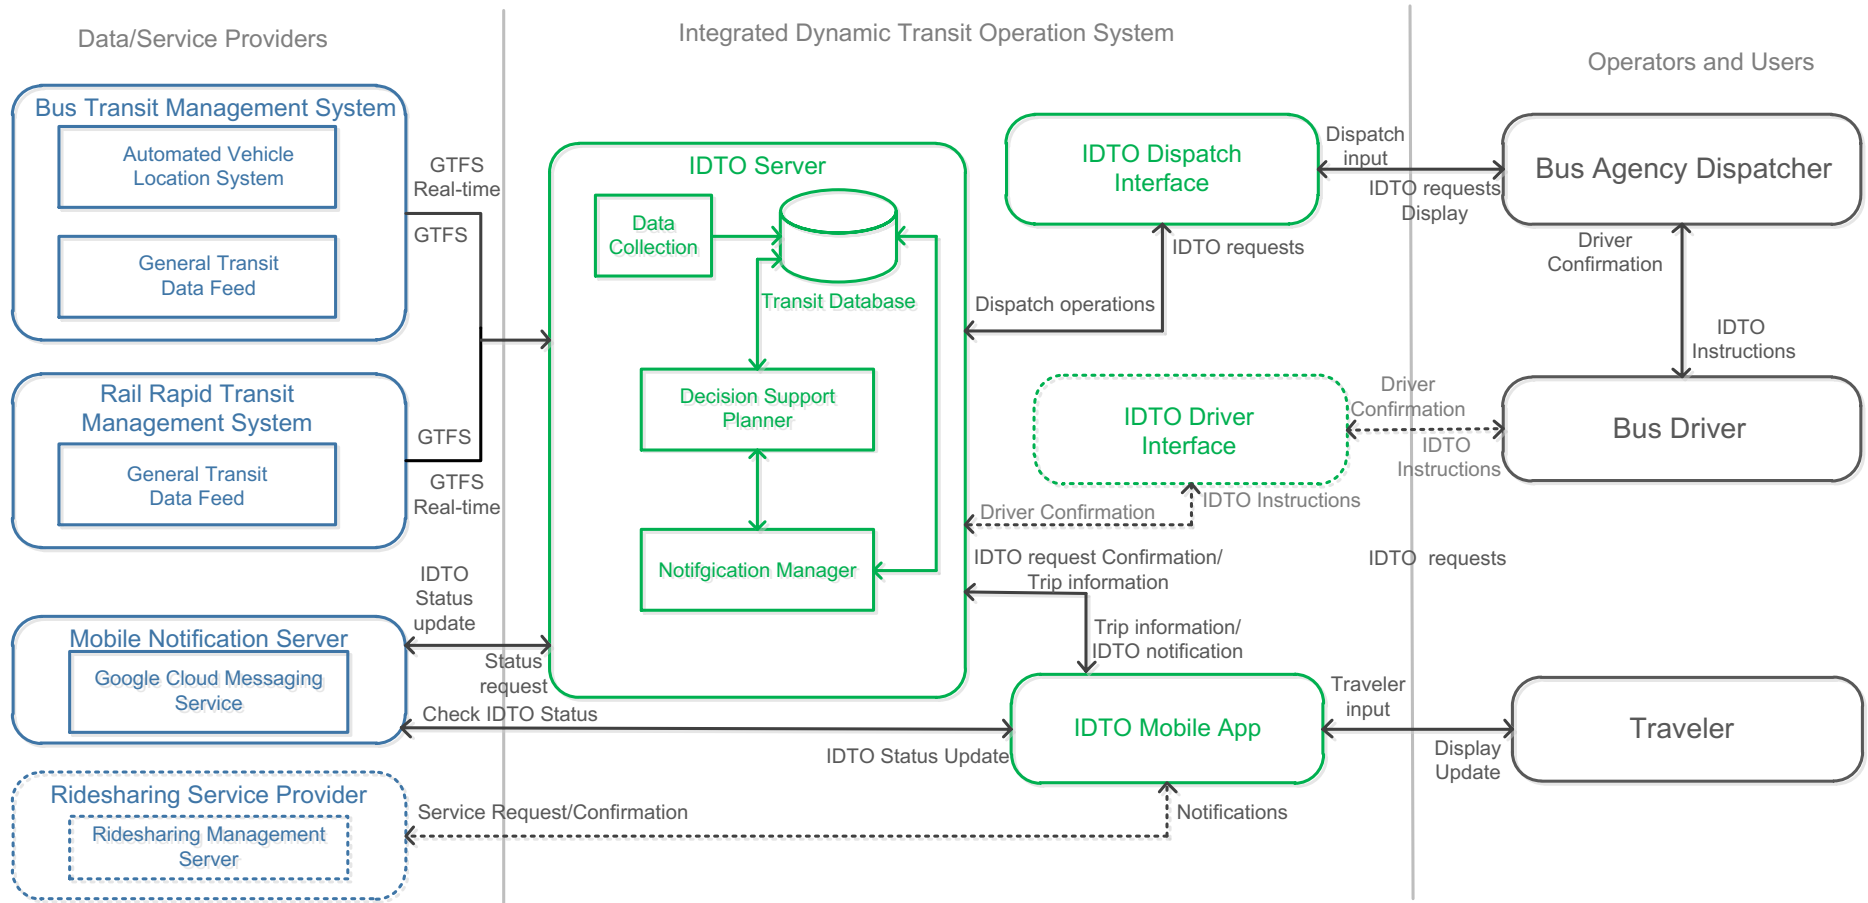 Data/Service Providers
Integrated Dynamic Transit Operation System
Operators and Users
Bus Transit Management System
Automated Vehicle
Location System
General Transit
Data Feed
GTFS
Real-time
GTFS
Rail Rapid Transit
Management System
General Transit
Data Feed
GTFS
GTFS
Real-time
Mobile Notification Server
Google Cloud Messaging
Service
IDTO
Status
update
Status
request
Check IDTO Status
IDTO Status Update
Ridesharing Service Provider
Ridesharing Management
Server
Service Request/Confirmation
Notifications
IDTO Server
Data
Collection
Transit Database
Decision Support
Planner
Notifgication Manager
IDTO Dispatch
Interface
IDTO requests
Dispatch operations
IDTO Driver
Interface
IDTO Instructions
Driver Confirmation
IDTO request Confirmation/
Trip information
Trip information/
IDTO notification
IDTO Mobile App
Dispatch
input
IDTO requests
Display
Bus Agency Dispatcher
Driver
Confirmation
IDTO
Instructions
Driver
Confirmation
IDTO
Instructions
Bus Driver
IDTO  requests
Traveler
input
Display
Update
Traveler